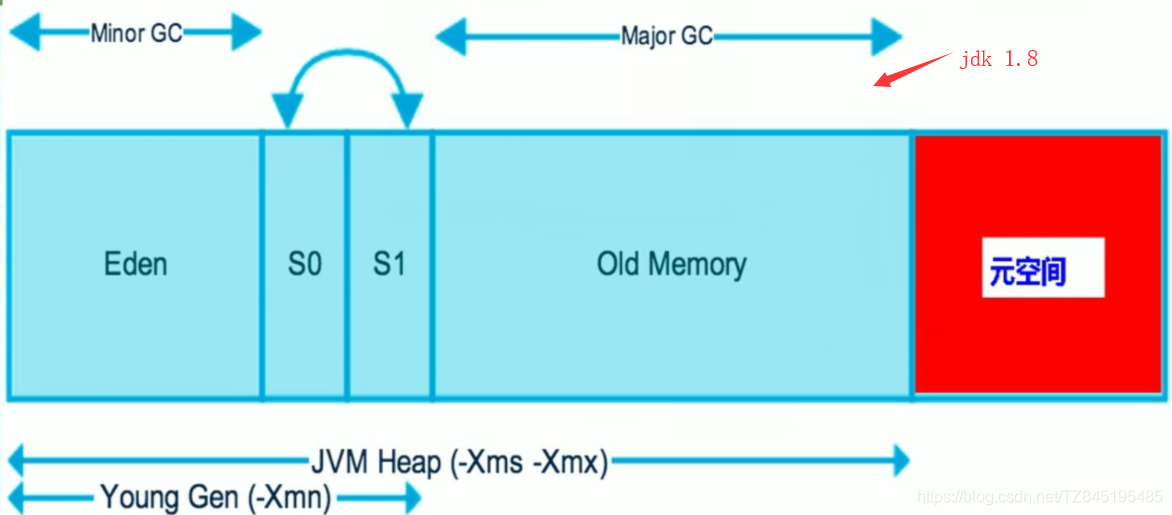 Minor GC
Major GC
jdk 1.8
Eden
S0
S1
Old Memory
元空间
JVM Heap (-Xms -Xmx)
Young Gen (-Xmn)
https://blog.csdn.net/TZ845195485